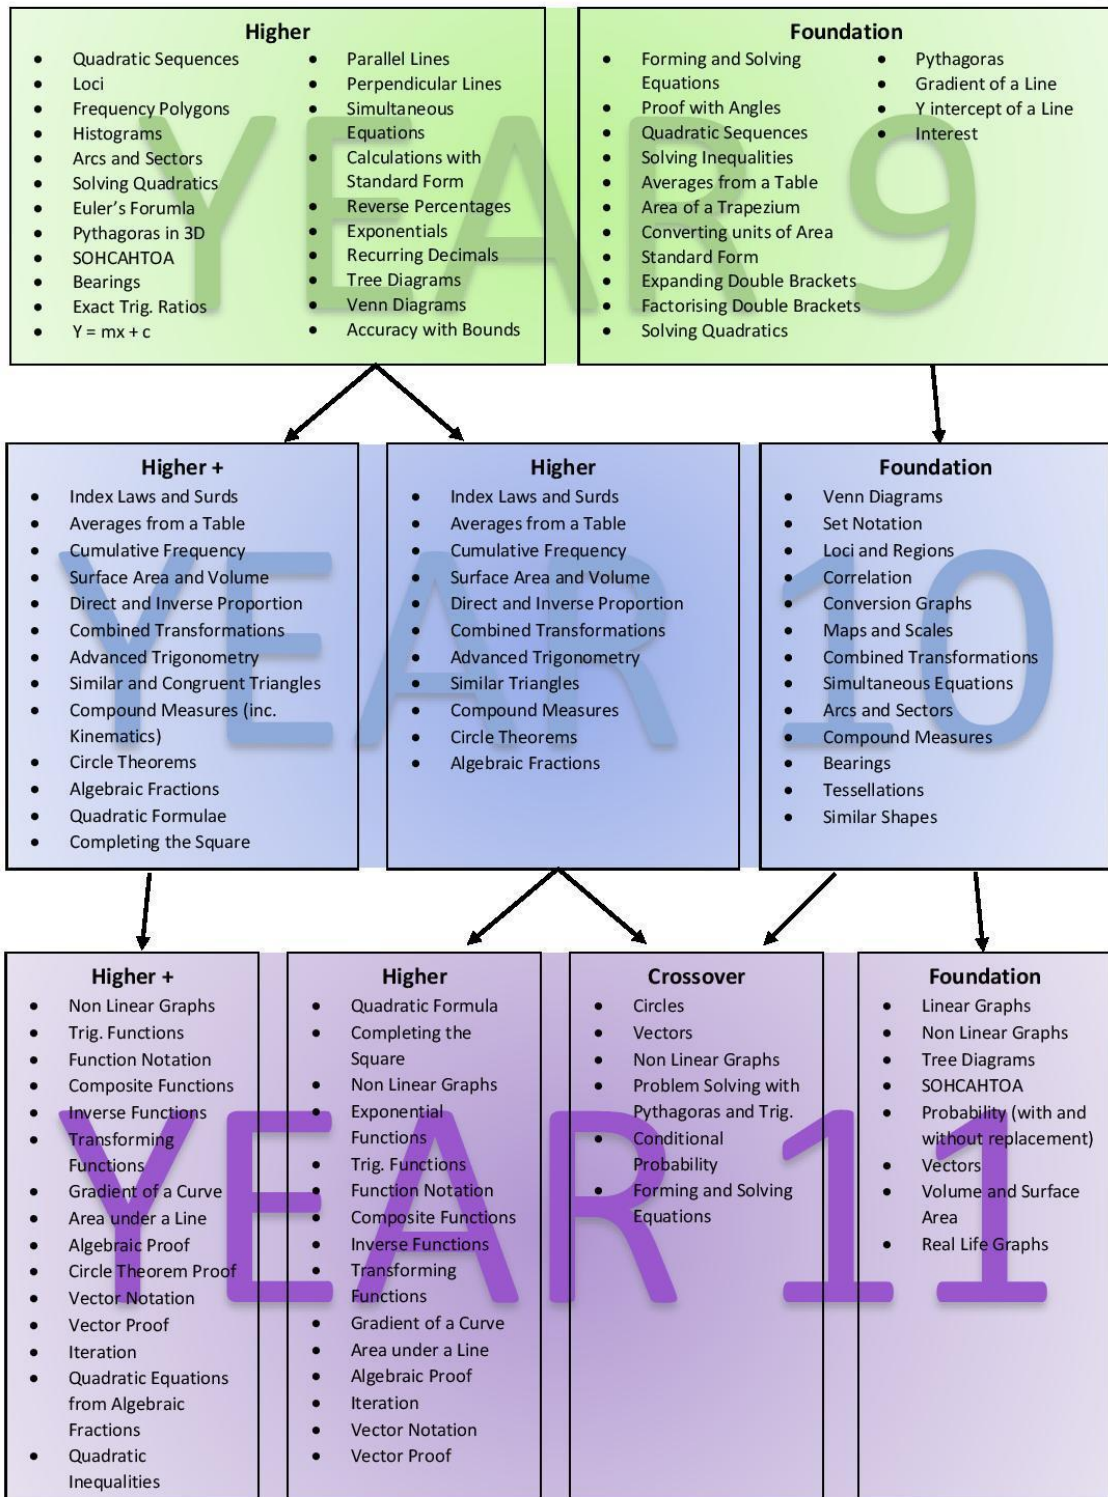 YEAR 9
Higher
• Quadratic Sequences
• Loci
• Frequency Polygons
• Histograms
• Arcs and Sectors
• Solving Quadratics
• Euler's Forumla
• Pythagoras in 3D
• SOHCAHTOA
• Bearings
• Exact Trig. Ratios
• Y = mx + c
• Parallel Lines
• Perpendicular Lines
• Simultaneous
Equations
• Calculations with
Standard Form
• Reverse Percentages
• Exponentials
• Recurring Decimals
• Tree Diagrams
• Venn Diagrams
• Accuracy with Bounds
Foundation
• Forming and Solving
Equations
• Proof with Angles
• Quadratic Sequences
• Solving Inequalities
• Averages from a Table
• Area of a Trapezium
• Converting units of Area
• Standard Form
• Expanding Double Brackets
• Factorising Double Brackets
• Solving Quadratics
• Pythagoras
• Gradient of a Line
• Y intercept of a Line
• Interest
YEAR 10
Higher +
• Index Laws and Surds
• Averages from a Table
• Cumulative Frequency
• Surface Area and Volume
• Direct and Inverse Proportion
• Combined Transformations
• Advanced Trigonometry
• Similar and Congruent Triangles
• Compound Measures (inc.
Kinematics)
• Circle Theorems
• Algebraic Fractions
• Quadratic Formulae
• Completing the Square
Higher
• Index Laws and Surds
• Averages from a Table
• Cumulative Frequency
• Surface Area and Volume
• Direct and Inverse Proportion
• Combined Transformations
• Advanced Trigonometry
• Similar Triangles
• Compound Measures
• Circle Theorems
• Algebraic Fractions
Foundation
• Venn Diagrams
• Set Notation
• Loci and Regions
• Correlation
• Conversion Graphs
• Maps and Scales
• Combined Transformations
• Simultaneous Equations
• Arcs and Sectors
• Compound Measures
• Bearings
• Tessellations
• Similar Shapes
YEAR 11
Higher +
• Non Linear Graphs
• Trig. Functions
• Function Notation
• Composite Functions
• Inverse Functions
• Transforming
Functions
• Gradient of a Curve
• Area under a Line
• Algebraic Proof
• Circle Theorem Proof
• Vector Notation
• Vector Proof
• Iteration
• Quadratic Equations
from Algebraic
Fractions
• Quadratic
Inequalities
Higher
• Quadratic Formula
• Completing the
Square
• Non Linear Graphs
• Exponential
Functions
• Trig. Functions
• Function Notation
• Composite Functions
• Inverse Functions
• Transforming
Functions
• Gradient of a Curve
• Area under a Line
• Algebraic Proof
• Iteration
• Vector Notation
• Vector Proof
Crossover
• Circles
• Vectors
• Non Linear Graphs
• Problem Solving with
Pythagoras and Trig.
• Conditional
Probability
• Forming and Solving
Equations
Foundation
• Linear Graphs
• Non Linear Graphs
• Tree Diagrams
• SOHCAHTOA
• Probability (with and
without replacement)
• Vectors
• Volume and Surface
Area
• Real Life Graphs